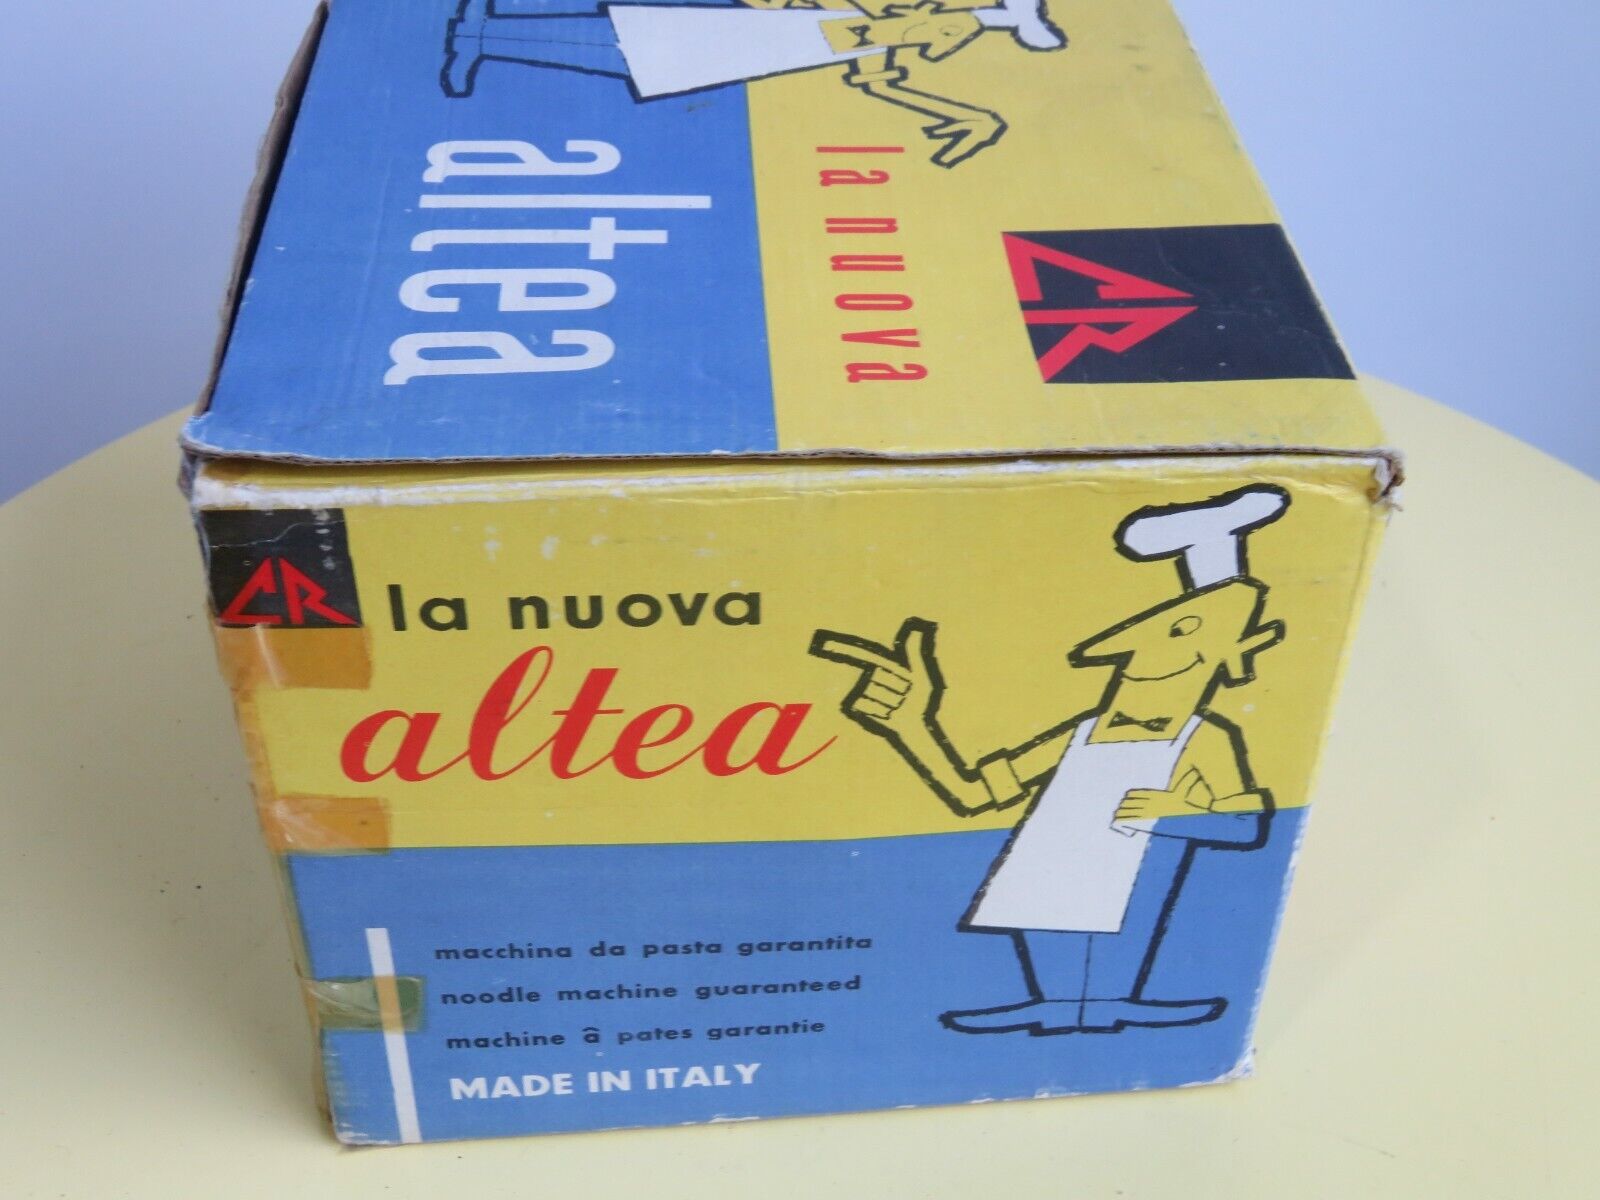 CR
la nuova
altea
CR
la nuova
altea
macchina da pasta garantita
noodle machine guaranteed
machine â pates garantie
MADE IN ITALY